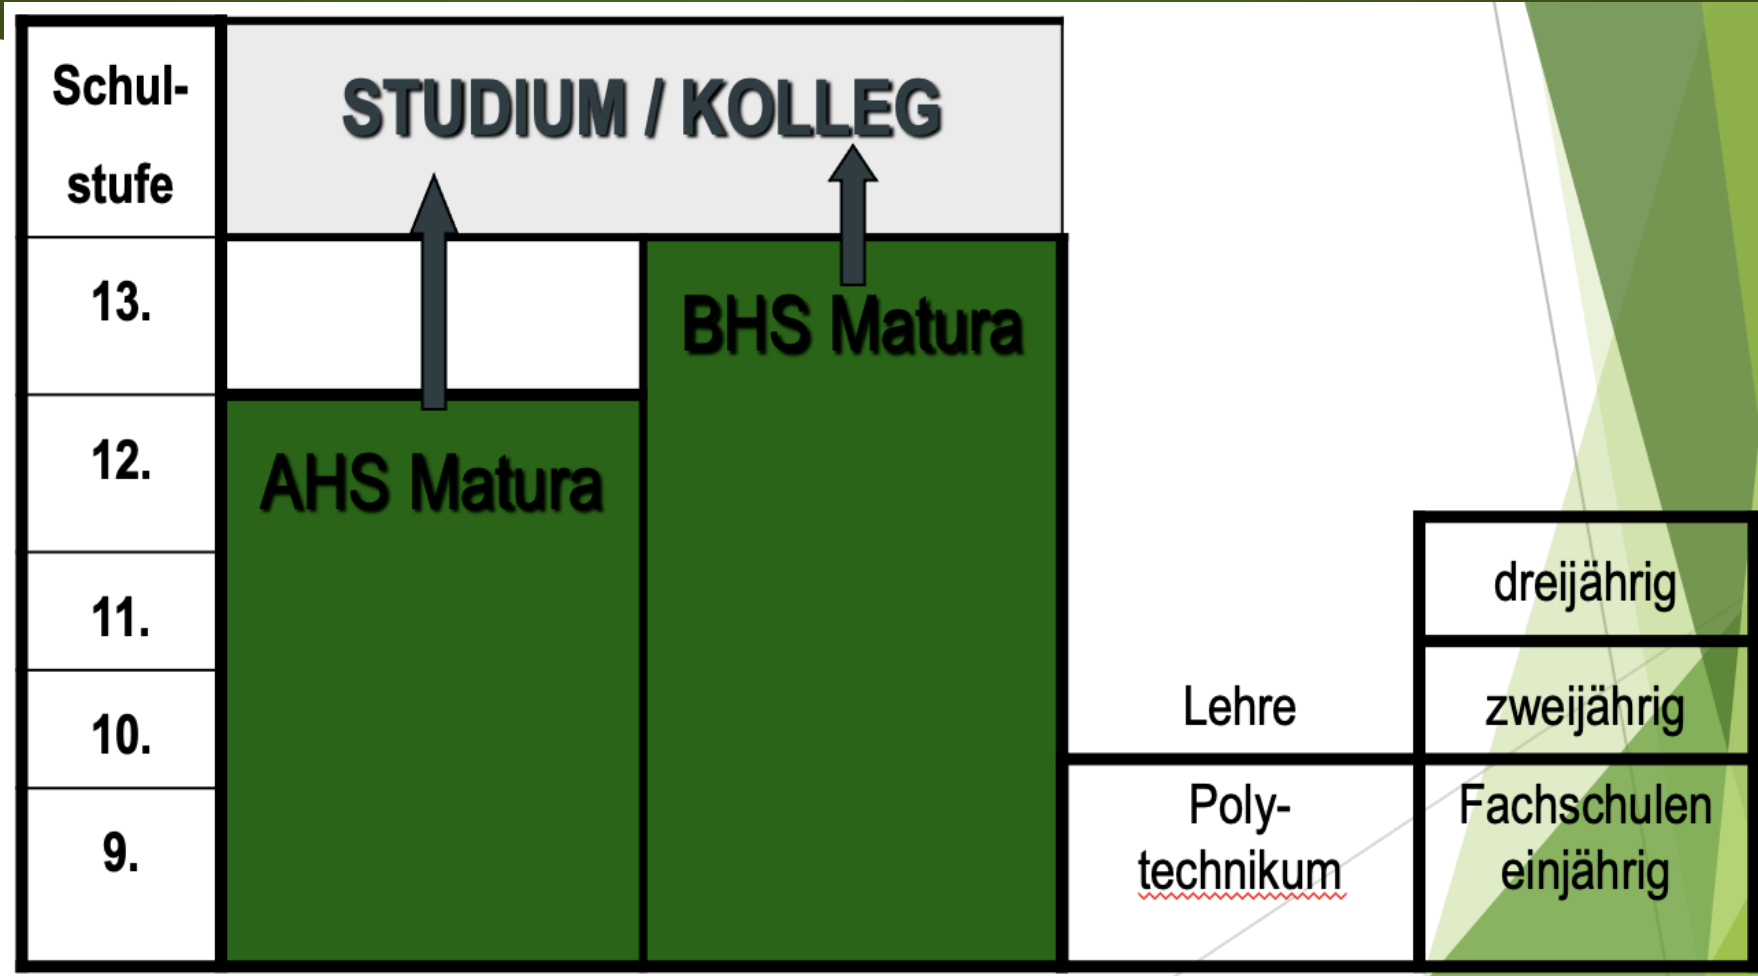 Schul-
stufe
STUDIUM / KOLLEG
13.
BHS Matura
12.
AHS Matura
11.
dreijährig
10.
Lehre
zweijährig
9.
Poly-
technikum
Fachschulen
einjährig